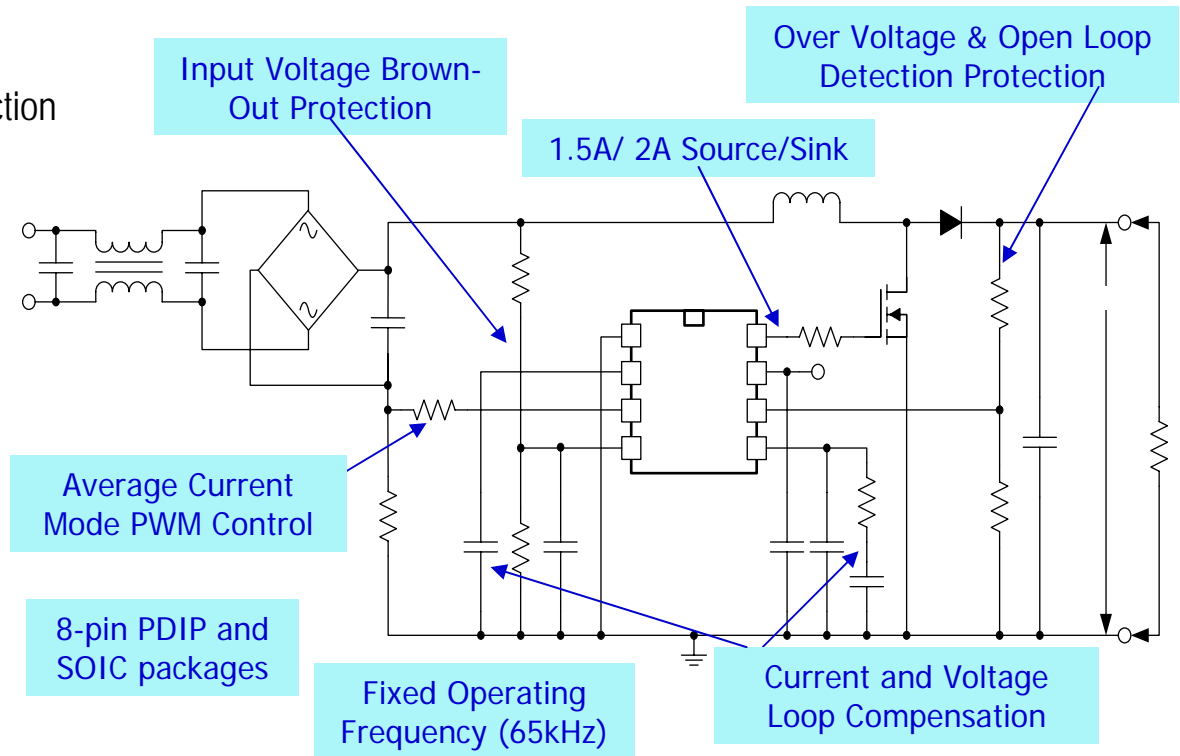 Over Voltage & Open Loop
Detection Protection
Input Voltage Brown-
Out Protection
ction
1.5A/ 2A Source/Sink
Average Current
Mode PWM Control
8-pin PDIP and
SOIC packages
Fixed Operating
Frequency (65kHz)
Current and Voltage
Loop Compensation